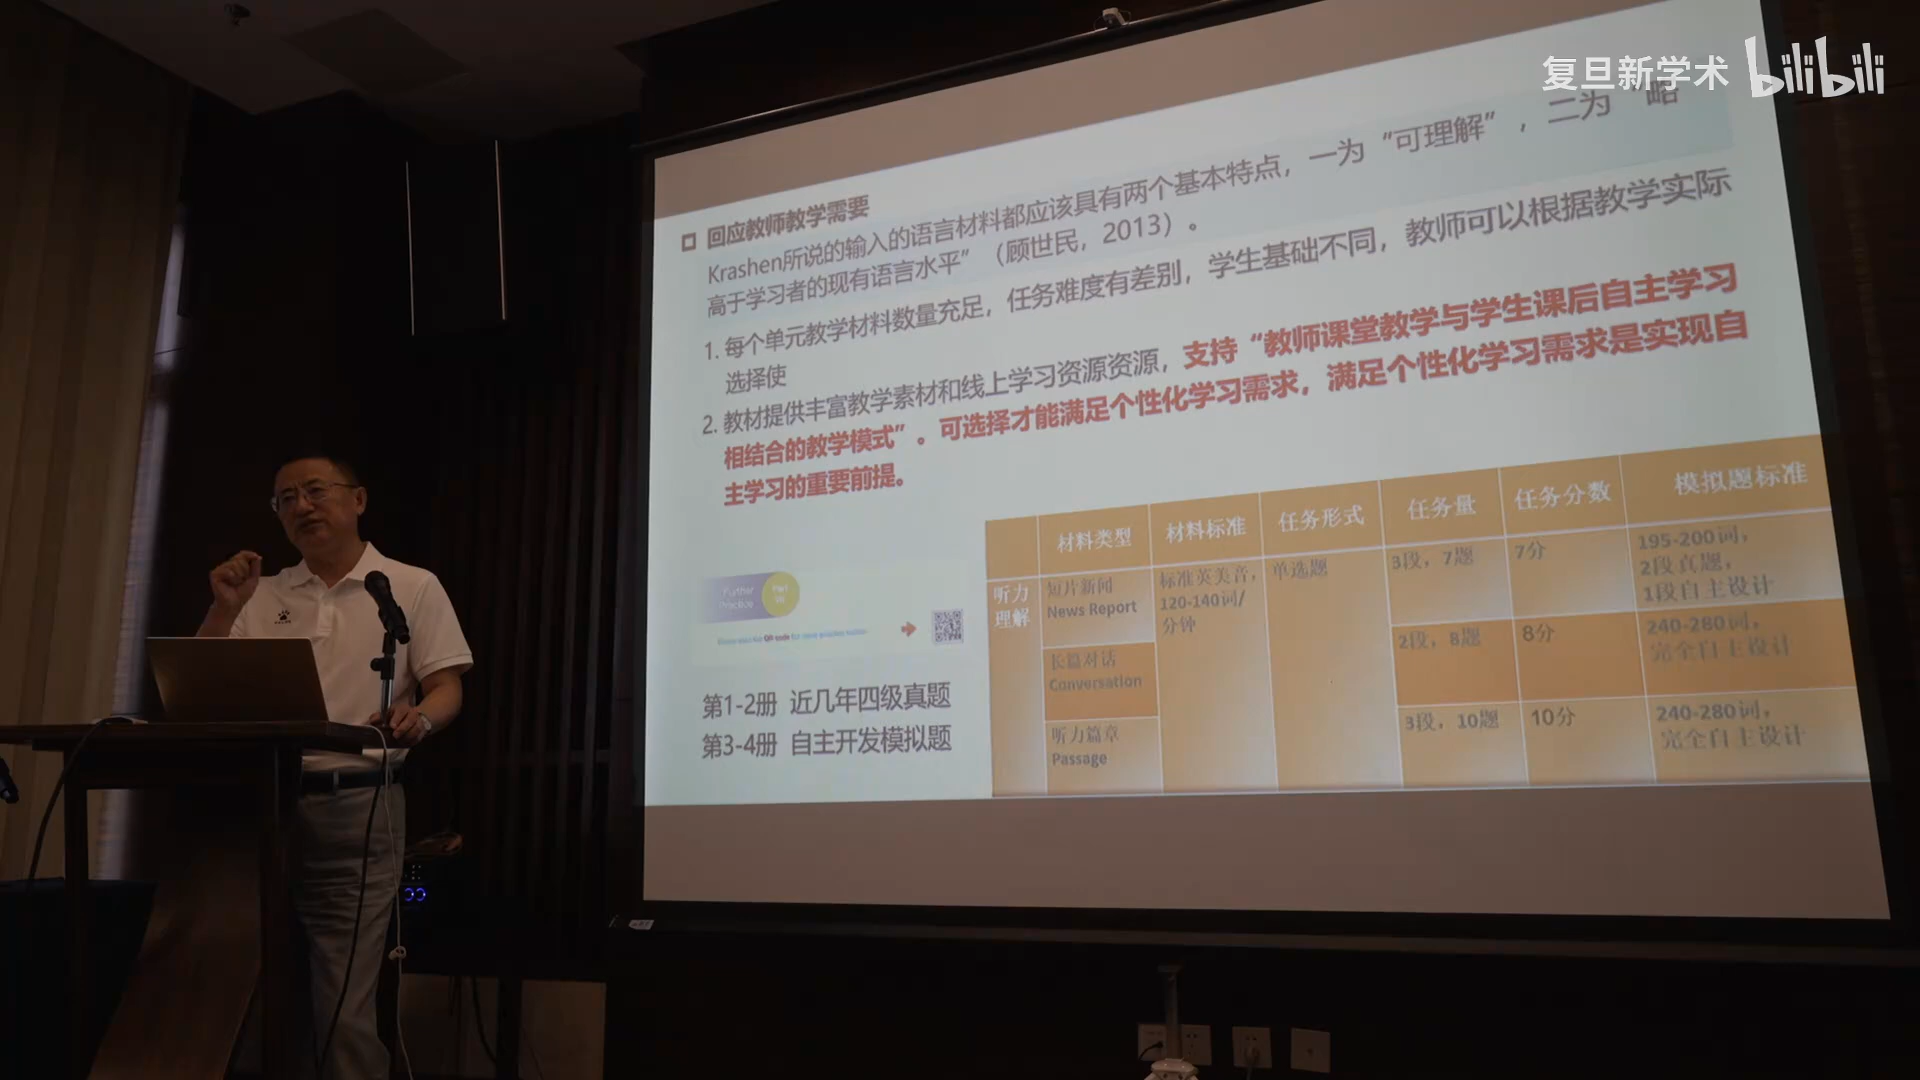 复旦新学术 bilibili
回应教师教学需要
Krashen所说的输入的语言材料都应该具有两个基本特点，一为“可理解”，二为“略
高于学习者的现有语言水平”（顾世民，2013）。
1. 每个单元教学材料数量充足，任务难度有差别，学生基础不同，教师可以根据教学实际
选择使
2. 教材提供丰富教学素材和线上学习资源资源，支持“教师课堂教学与学生课后自主学习
相结合的教学模式”。可选择才能满足个性化学习需求，满足个性化学习需求是实现自
主学习的重要前提。
Further
Practice
Part
VII
第1-2册 近几年四级真题
第3-4册 自主开发模拟题
材料类型 材料标准 任务形式 任务量 任务分数 模拟题标准
听力
理解
短片新闻
News Report
标准英美音，
120-140词/
分钟
单选题
3段，7题
7分
195-200词，
2段真题，
1段自主设计
长篇对话
Conversation
2段，8题
8分
240-280词，
完全自主设计
听力篇章
Passage
3段，10题
10分
240-280词，
完全自主设计